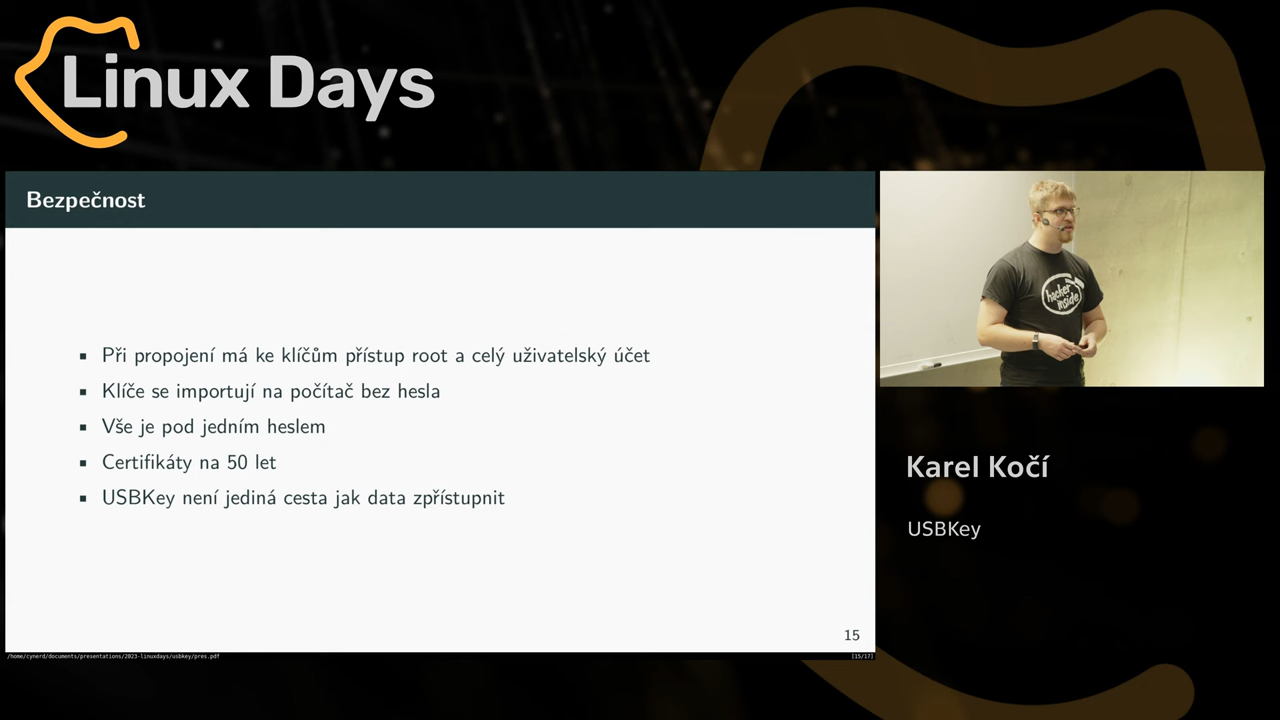 Linux Days
Bezpečnost
Při propojení má ke klíčům přístup root a celý uživatelský účet
Klíče se importují na počítač bez hesla
Vše je pod jedním heslem
Certifikáty na 50 let
USBKey není jediná cesta jak data zpřístupnit
15
/home/cynerd/documents/presentations/2023-linuxdays/usbkey/pres.pdf
[15/17]
hacker
inside
Karel Kočí
USBKey